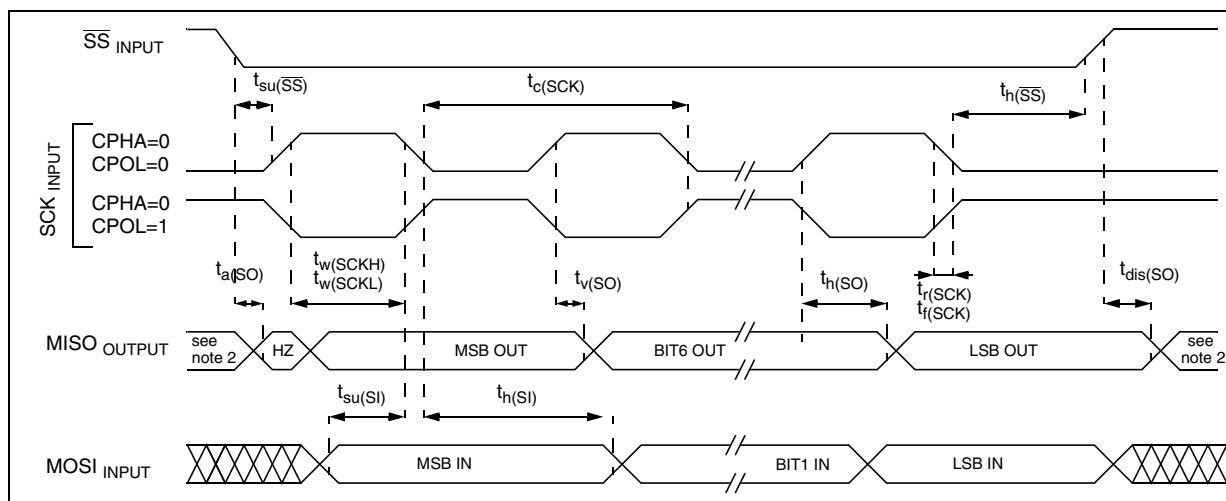 SS INPUT
tsu(SS)
tc(SCK)
th(SS)
SCK INPUT
CPHA=0
CPOL=0
CPHA=0
CPOL=1
ta(SO)
tw(SCKH)
tw(SCKL)
tv(SO)
th(SO)
tr(SCK)
tf(SCK)
tdis(SO)
MISO OUTPUT
see
note 2
HZ
MSB OUT
BIT6 OUT
LSB OUT
see
note 2
tsu(SI)
th(SI)
MOSI INPUT
MSB IN
BIT1 IN
LSB IN